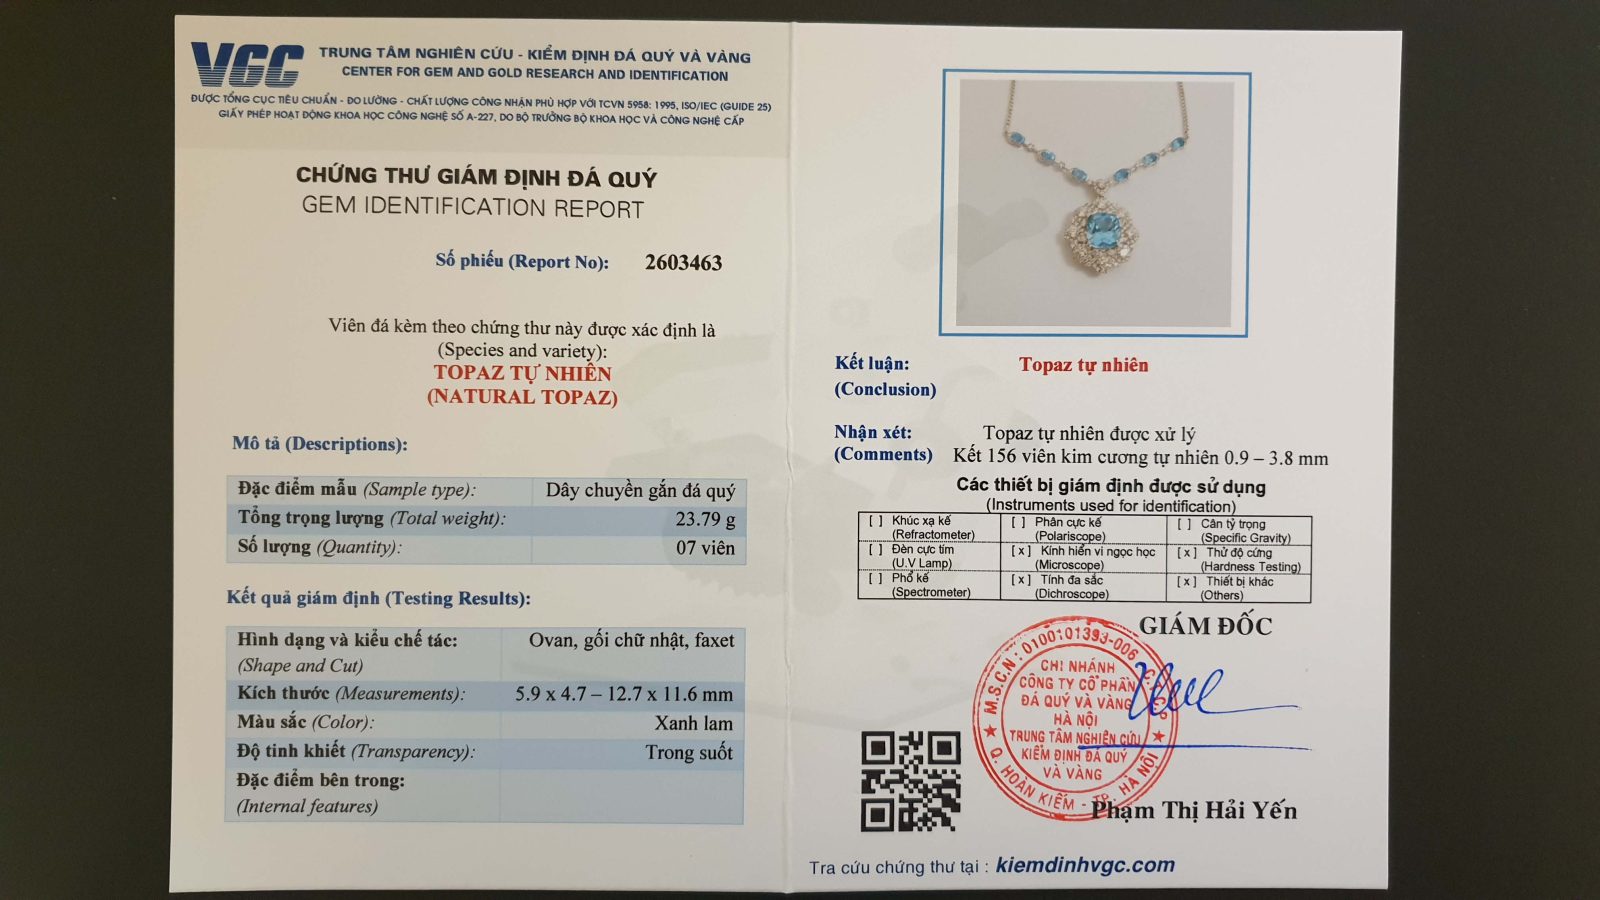 VGC
TRUNG TÂM NGHIÊN CỨU - KIỂM ĐỊNH ĐÁ QUÝ VÀ VÀNG
CENTER FOR GEM AND GOLD RESEARCH AND IDENTIFICATION
ĐƯỢC TỔNG CỤC TIÊU CHUẨN - ĐO LƯỜNG - CHẤT LƯỢNG CÔNG NHẬN PHÙ HỢP VỚI TCVN 5958: 1995, ISO/IEC (GUIDE 25)
GIẤY PHÉP HOẠT ĐỘNG KHOA HỌC CÔNG NGHỆ SỐ A-227, DO BỘ TRƯỞNG BỘ KHOA HỌC VÀ CÔNG NGHỆ CẤP
CHỨNG THƯ GIÁM ĐỊNH ĐÁ QUÝ
GEM IDENTIFICATION REPORT
Số phiếu (Report No): 2603463
Viên đá kèm theo chứng thư này được xác định là
(Species and variety):
TOPAZ TỰ NHIÊN
(NATURAL TOPAZ)
Mô tả (Descriptions):
Đặc điểm mẫu (Sample type): Dây chuyền gắn đá quý
Tổng trọng lượng (Total weight): 23.79 g
Số lượng (Quantity): 07 viên
Kết quả giám định (Testing Results):
Hình dạng và kiểu chế tác: Ovan, gối chữ nhật, faxet
(Shape and Cut)
Kích thước (Measurements): 5.9 x 4.7 – 12.7 x 11.6 mm
Màu sắc (Color): Xanh lam
Độ tinh khiết (Transparency): Trong suốt
Đặc điểm bên trong:
(Internal features)
Kết luận: Topaz tự nhiên
(Conclusion)
Nhận xét: Topaz tự nhiên được xử lý
(Comments) Kết 156 viên kim cương tự nhiên 0.9 – 3.8 mm
Các thiết bị giám định được sử dụng
(Instruments used for identification)
[ ] Khúc xạ kế [ ] Phân cực kế [ ] Cân tỷ trọng
(Refractometer) (Polariscope) (Specific Gravity)
[ ] Đèn cực tím [x] Kính hiển vi ngọc học [x] Thử độ cứng
(U.V Lamp) (Microscope) (Hardness Testing)
[ ] Phổ kế [x] Tính đa sắc [x] Thiết bị khác
(Spectrometer) (Dichroscope) (Others)
GIÁM ĐỐC
M.S.C.N: 0100101393-006
CHI NHÁNH
CÔNG TY CỔ PHẦN
ĐÁ QUÝ VÀ VÀNG
HÀ NỘI
TRUNG TÂM NGHIÊN CỨU
KIỂM ĐỊNH ĐÁ QUÝ
VÀ VÀNG
Q. HOÀN KIẾM - TP. HÀ NỘI
Phạm Thị Hải Yến
Tra cứu chứng thư tại : kiemdinhvgc.com